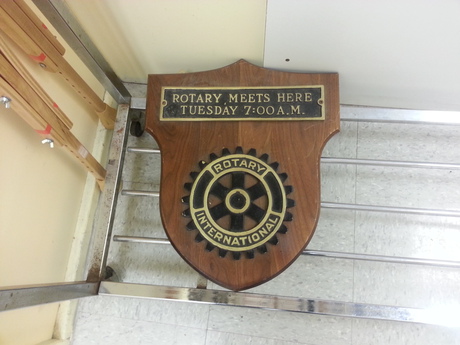 ROTARY MEETS HERE
TUESDAY 7:00 A.M.
ROTARY
INTERNATIONAL